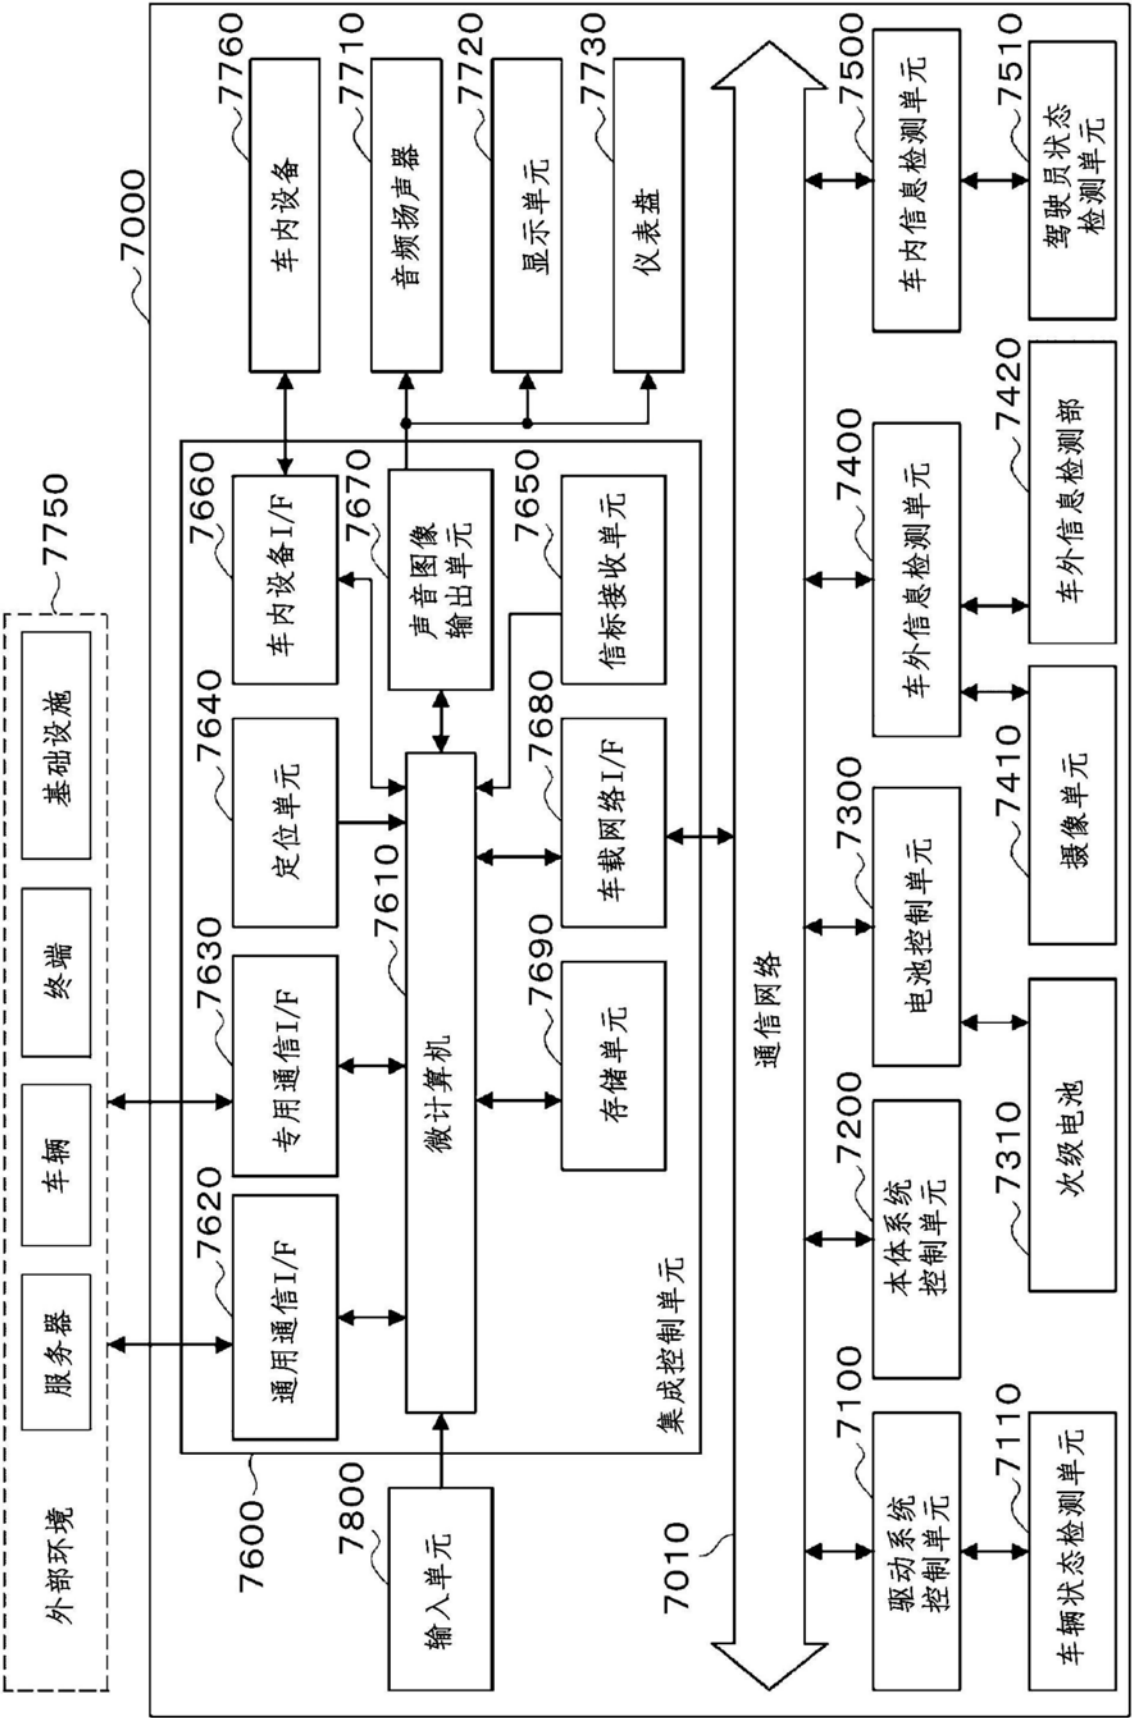 外部环境
服务器
车辆
终端
基础设施
7750
7000
7600
7620
通用通信I/F
7630
专用通信I/F
7640
定位单元
7660
车内设备I/F
7760
车内设备
7800
输入单元
7610
微计算机
7670
声音图像
输出单元
7710
音频扬声器
7720
显示单元
7730
仪表盘
7690
存储单元
7680
车载网络I/F
7650
信标接收单元
集成控制单元
7010
通信网络
7100
驱动系统
控制单元
7200
本体系统
控制单元
7300
电池控制单元
7400
车外信息检测单元
7500
车内信息检测单元
7110
车辆状态检测单元
7310
次级电池
7410
摄像单元
7420
车外信息检测部
7510
驾驶员状态
检测单元